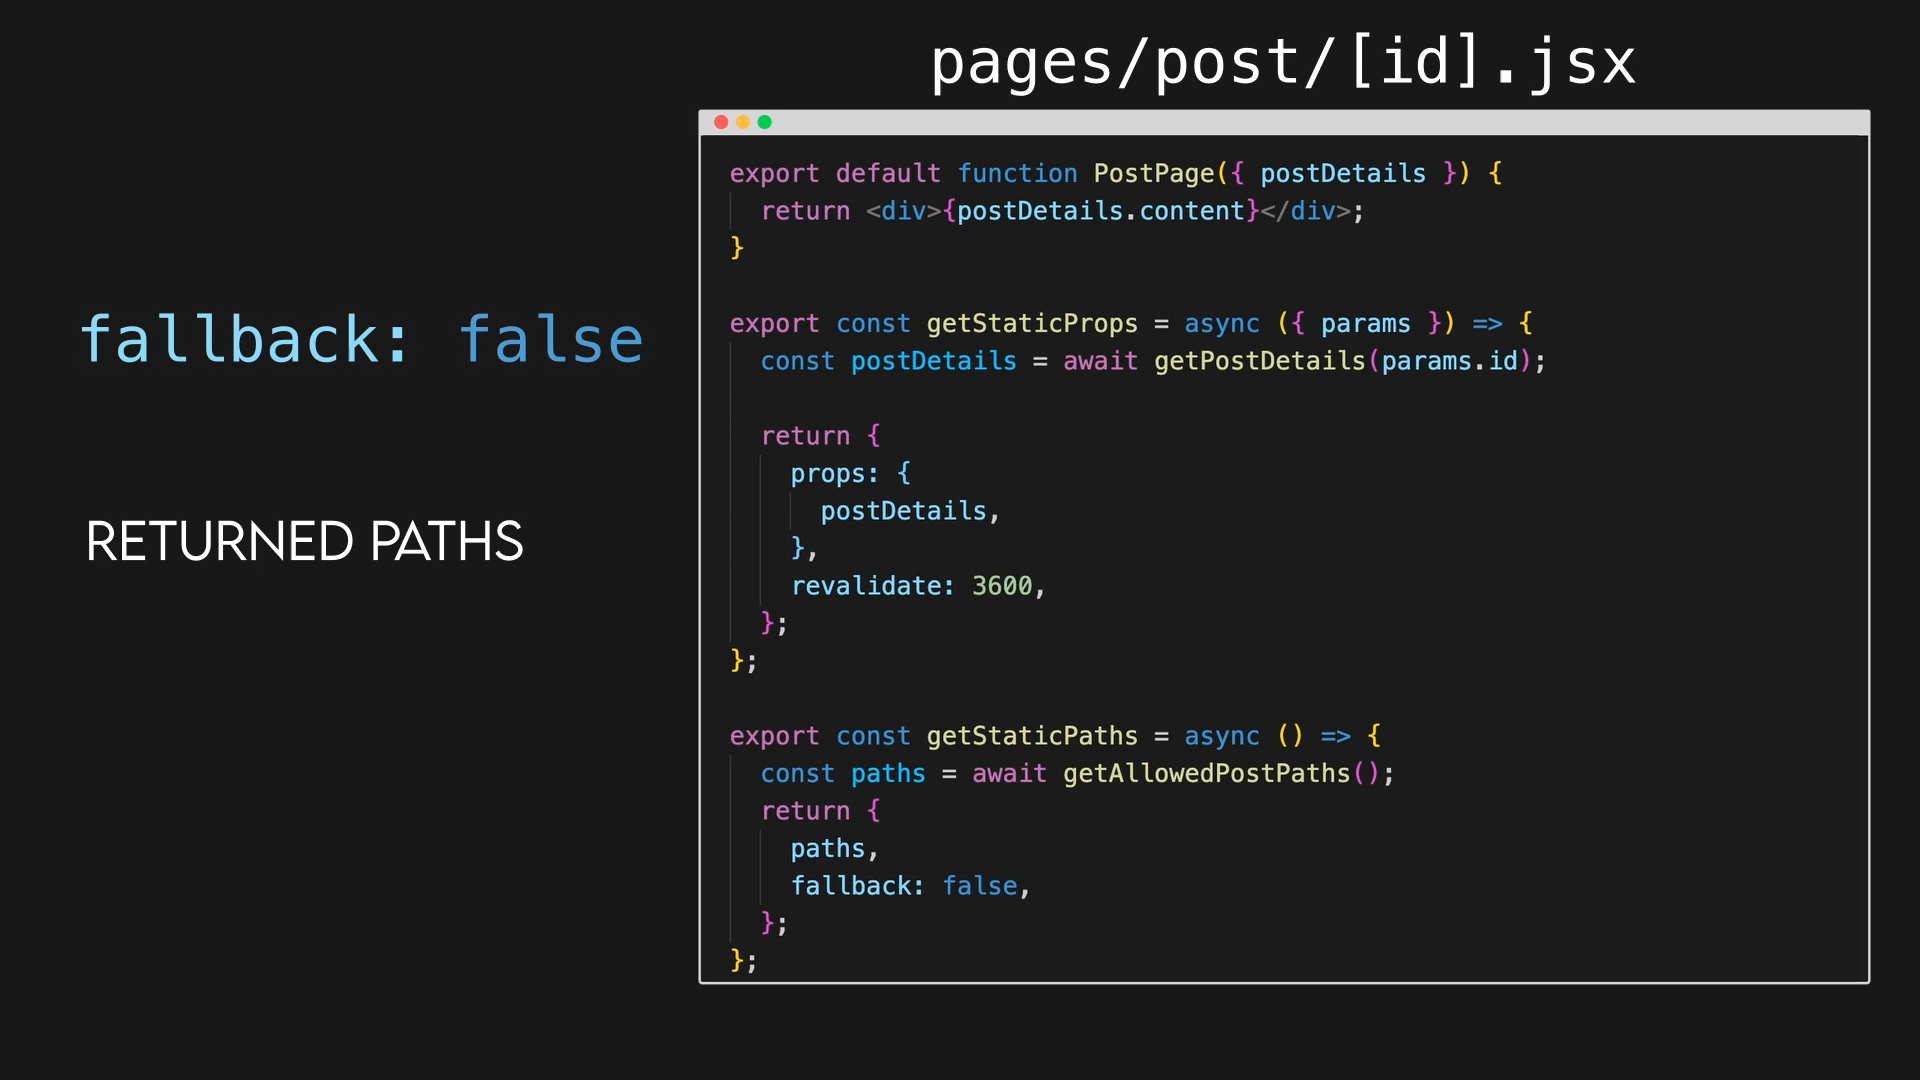 pages/post/[id].jsx
fallback: false
RETURNED PATHS
export default function PostPage({ postDetails }) {
  return <div>{postDetails.content}</div>;
}

export const getStaticProps = async ({ params }) => {
  const postDetails = await getPostDetails(params.id);

  return {
    props: {
      postDetails,
    },
    revalidate: 3600,
  };
};

export const getStaticPaths = async () => {
  const paths = await getAllowedPostPaths();
  return {
    paths,
    fallback: false,
  };
};